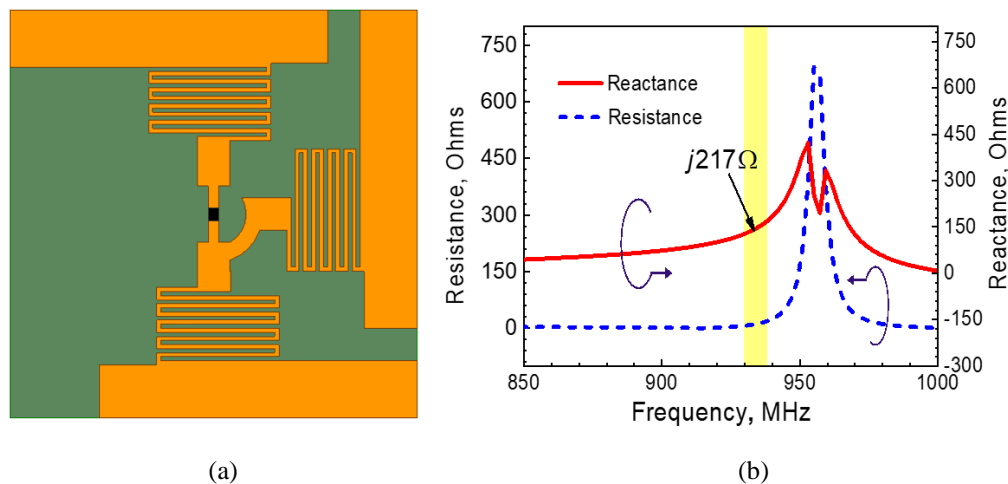 750
600
450
300
150
0
Resistance, Ohms
Reactance
Resistance
j217Ω
750
600
450
300
150
0
-150
-300
Reactance, Ohms
850 900 950 1000
Frequency, MHz
(a) (b)